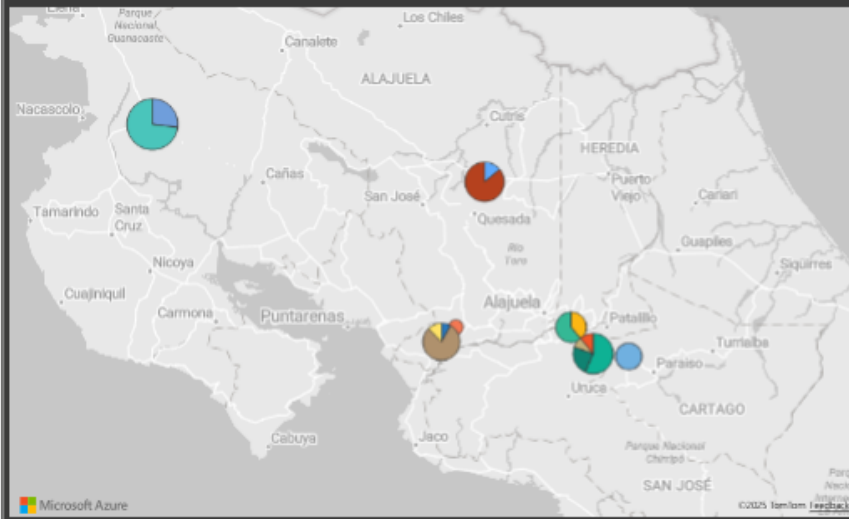 Parque
Nacional
Guanacaste
Los Chiles
Canalete
ALAJUELA
Nacascolo
Cutris
HEREDIA
Cañas
San José
Puerto
Viejo
Cariari
Tamarindo
Santa
Cruz
Quesada
Guapiles
Siquirres
Nicoya
Cuajiniquil
Carmona
Puntarenas
Alajuela
Patalillo
Turrialba
Paraiso
Uruca
CARTAGO
Jaco
Cabuya
Parque Nacional
Chirripó
SAN JOSÉ
Microsoft Azure
©2025 TomTom Feedback